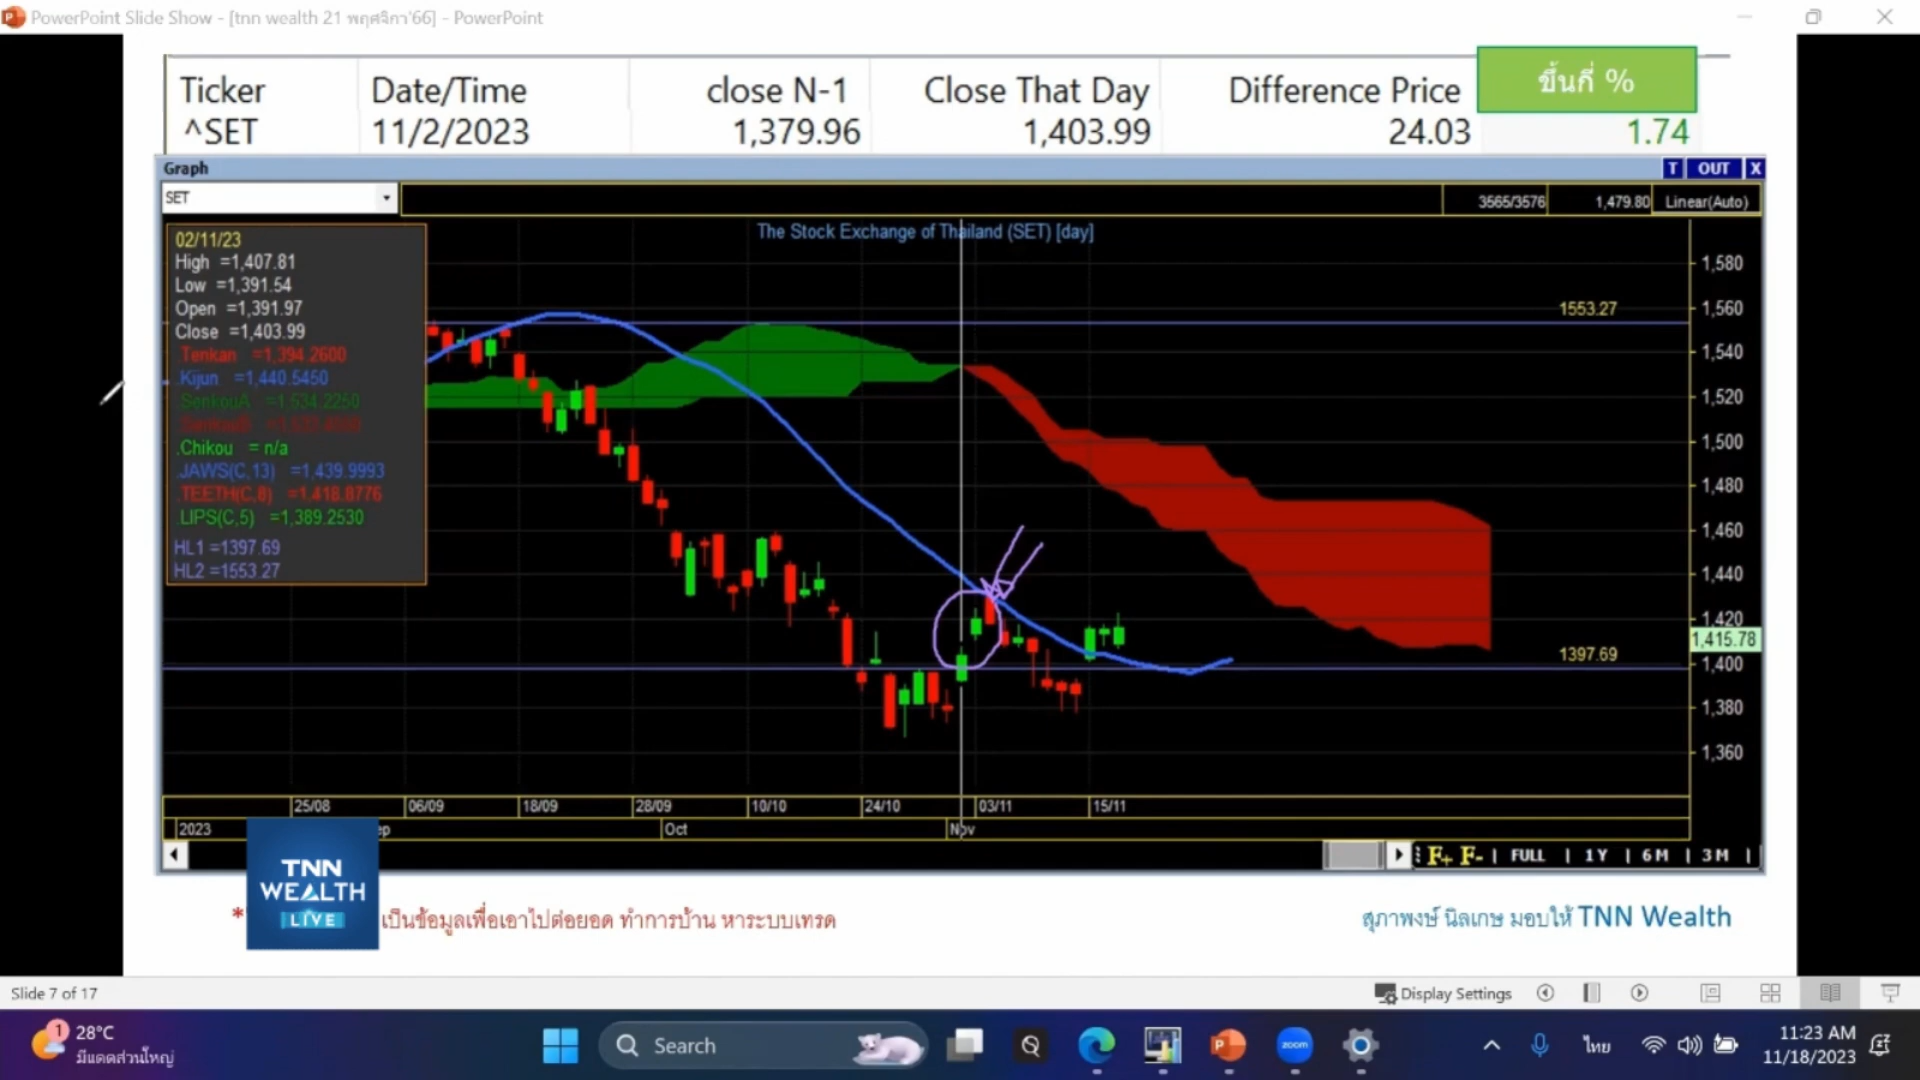 PowerPoint Slide Show - [tnn wealth 21 พฤศจิกา'66] - PowerPoint
Ticker Date/Time close N-1 Close That Day Difference Price ขึ้นกี่ %
^SET 11/2/2023 1,379.96 1,403.99 24.03 1.74
Graph T OUT X
SET 3565/3576 1,479.80 Linear(Auto)
The Stock Exchange of Thailand (SET) [day]
02/11/23
High =1,407.81
Low =1,391.54
Open =1,391.97
Close =1,403.99
.Tenkan =1,394.2600
.Kijun =1,440.5450
.SenkouA =1,534.2250
.Chikou = n/a
.JAWS(C,13) =1,439.9993
.TEETH(C,8) =1,418.8776
.LIPS(C,5) =1,389.2530
HL1 =1397.69
HL2 =1553.27
1553.27
1397.69
1,580
1,560
1,540
1,520
1,500
1,480
1,460
1,440
1,420
1,415.78
1,400
1,380
1,360
25/08 06/09 18/09 28/09 10/10 24/10 03/11 15/11
2023 ep Oct Nov
F+ F- | FULL | 1Y | 6M | 3M |
TNN
WEALTH
LIVE
* เป็นข้อมูลเพื่อเอาไปต่อยอด ทำการบ้าน หาระบบเทรด
สุภาพงษ์ นิลเกษ มอบให้ TNN Wealth
Slide 7 of 17 Display Settings
1 28°C
มีแดดส่วนใหญ่
Search
zoom
ไทย
11:23 AM
11/18/2023